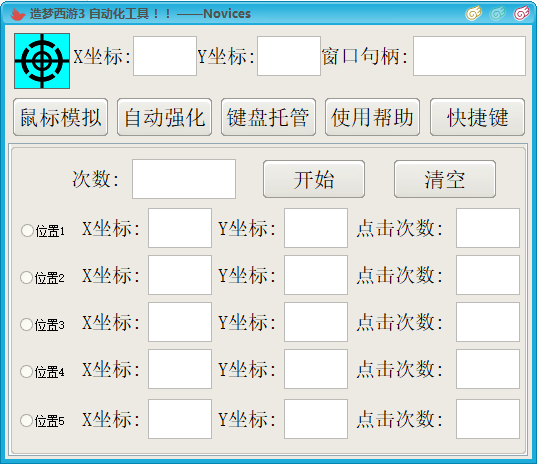 造梦西游3 自动化工具！！ ——Novices
X坐标: Y坐标: 窗口句柄:
鼠标模拟 自动强化 键盘托管 使用帮助 快捷键
次数: 开始 清空
位置1 X坐标: Y坐标: 点击次数:
位置2 X坐标: Y坐标: 点击次数:
位置3 X坐标: Y坐标: 点击次数:
位置4 X坐标: Y坐标: 点击次数:
位置5 X坐标: Y坐标: 点击次数: